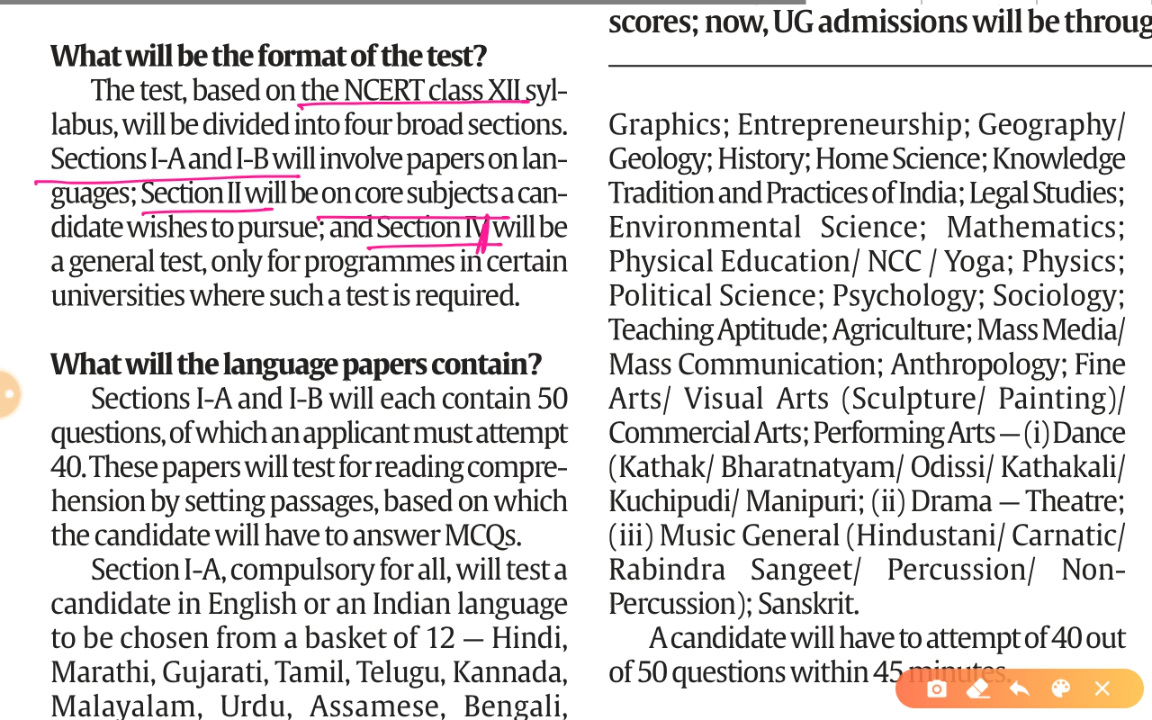 What will be the format of the test?
The test, based on the NCERT class XII syl-
labus, will be divided into four broad sections.
Sections I-A and I-B will involve papers on lan-
guages; Section II will be on core subjects a can-
didate wishes to pursue; and Section IV will be
a general test, only for programmes in certain
universities where such a test is required.
What will the language papers contain?
Sections I-A and I-B will each contain 50
questions, of which an applicant must attempt
40. These papers will test for reading compre-
hension by setting passages, based on which
the candidate will have to answer MCQs.
Section I-A, compulsory for all, will test a
candidate in English or an Indian language
to be chosen from a basket of 12 — Hindi,
Marathi, Gujarati, Tamil, Telugu, Kannada,
Malayalam, Urdu, Assamese, Bengali,
scores; now, UG admissions will be throug
Graphics; Entrepreneurship; Geography/
Geology; History; Home Science; Knowledge
Tradition and Practices of India; Legal Studies;
Environmental Science; Mathematics;
Physical Education/ NCC / Yoga; Physics;
Political Science; Psychology; Sociology;
Teaching Aptitude; Agriculture; Mass Media/
Mass Communication; Anthropology; Fine
Arts/ Visual Arts (Sculpture/ Painting)/
Commercial Arts; Performing Arts — (i) Dance
(Kathak/ Bharatnatyam/ Odissi/ Kathakali/
Kuchipudi/ Manipuri; (ii) Drama — Theatre;
(iii) Music General (Hindustani/ Carnatic/
Rabindra Sangeet/ Percussion/ Non-
Percussion); Sanskrit.
A candidate will have to attempt of 40 out
of 50 questions within 45 minutes.